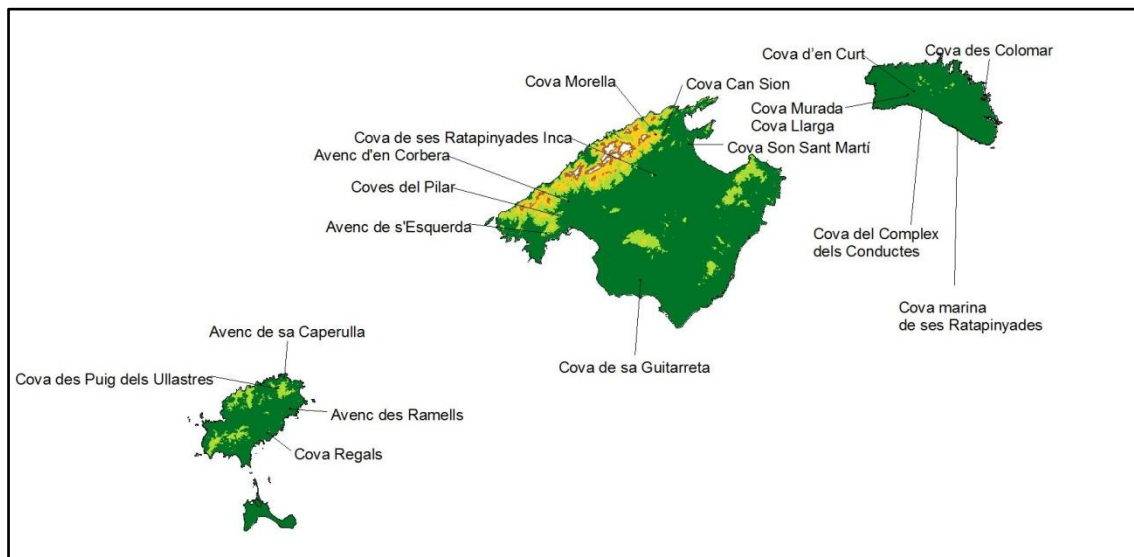 Cova d'en Curt
Cova des Colomar
Cova Morella
Cova Can Sion
Cova Murada
Cova Llarga
Cova de ses Ratapinyades Inca
Cova Son Sant Martí
Avenc d'en Corbera
Coves del Pilar
Avenc de s'Esquerda
Cova del Complex
dels Conductes
Cova marina
de ses Ratapinyades
Cova de sa Guitarreta
Avenc de sa Caperulla
Cova des Puig dels Ullastres
Avenc des Ramells
Cova Regals